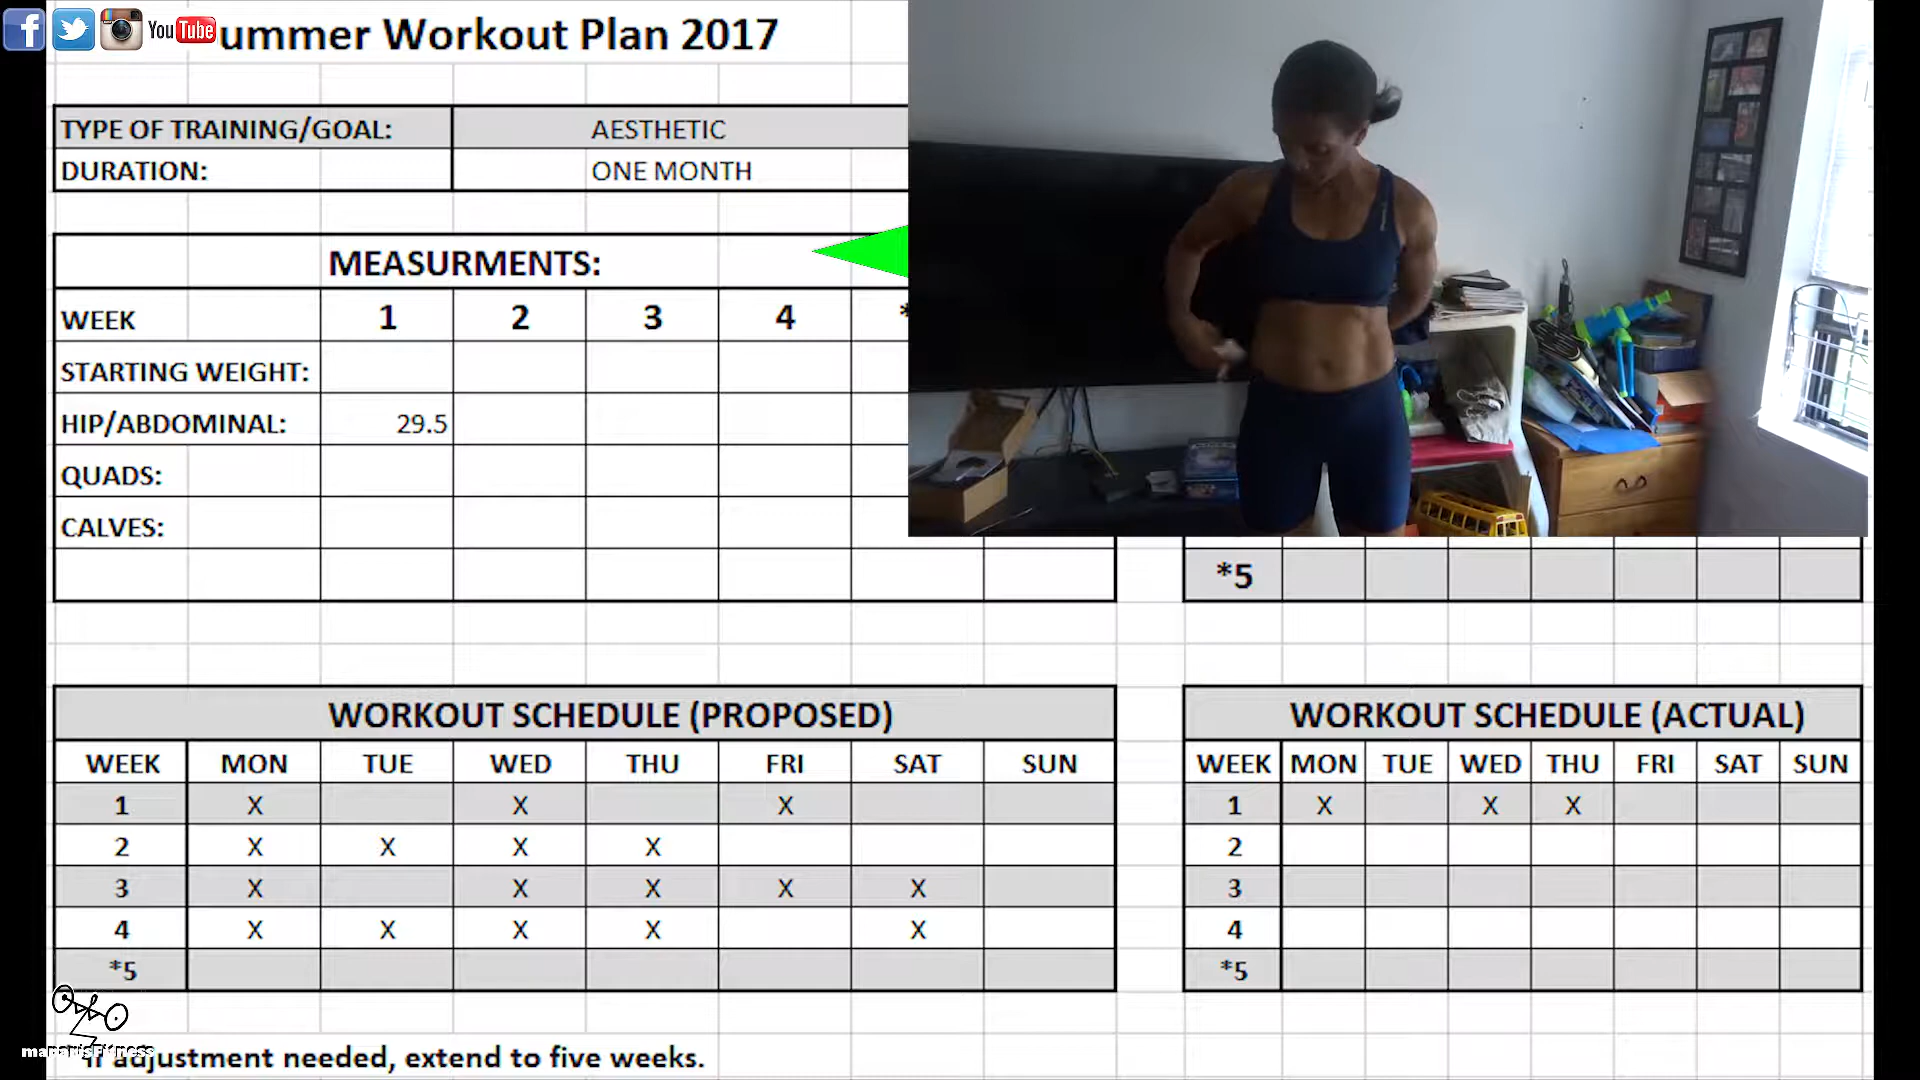 You Tube
ummer Workout Plan 2017
TYPE OF TRAINING/GOAL: AESTHETIC
DURATION: ONE MONTH
MEASURMENTS:
WEEK 1 2 3 4 *
STARTING WEIGHT:
HIP/ABDOMINAL: 29.5
QUADS:
CALVES:
*5
WORKOUT SCHEDULE (PROPOSED)
WEEK MON TUE WED THU FRI SAT SUN
1 X X X
2 X X X X
3 X X X X X
4 X X X X X
*5
WORKOUT SCHEDULE (ACTUAL)
WEEK MON TUE WED THU FRI SAT SUN
1 X X X
2
3
4
*5
*If adjustment needed, extend to five weeks.